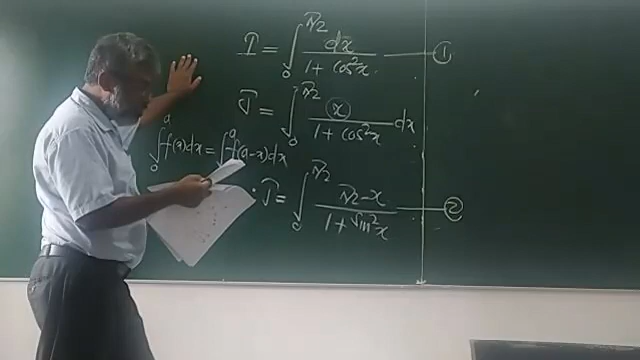 I = ∫₀^{π/2} dx / (1 + cos²x) —— ①
J = ∫₀^{π/2} x / (1 + cos²x) dx
∫₀^a f(x)dx = ∫₀^a f(a-x)dx
J = ∫₀^{π/2} (π/2 - x) / (1 + sin²x) —— ②